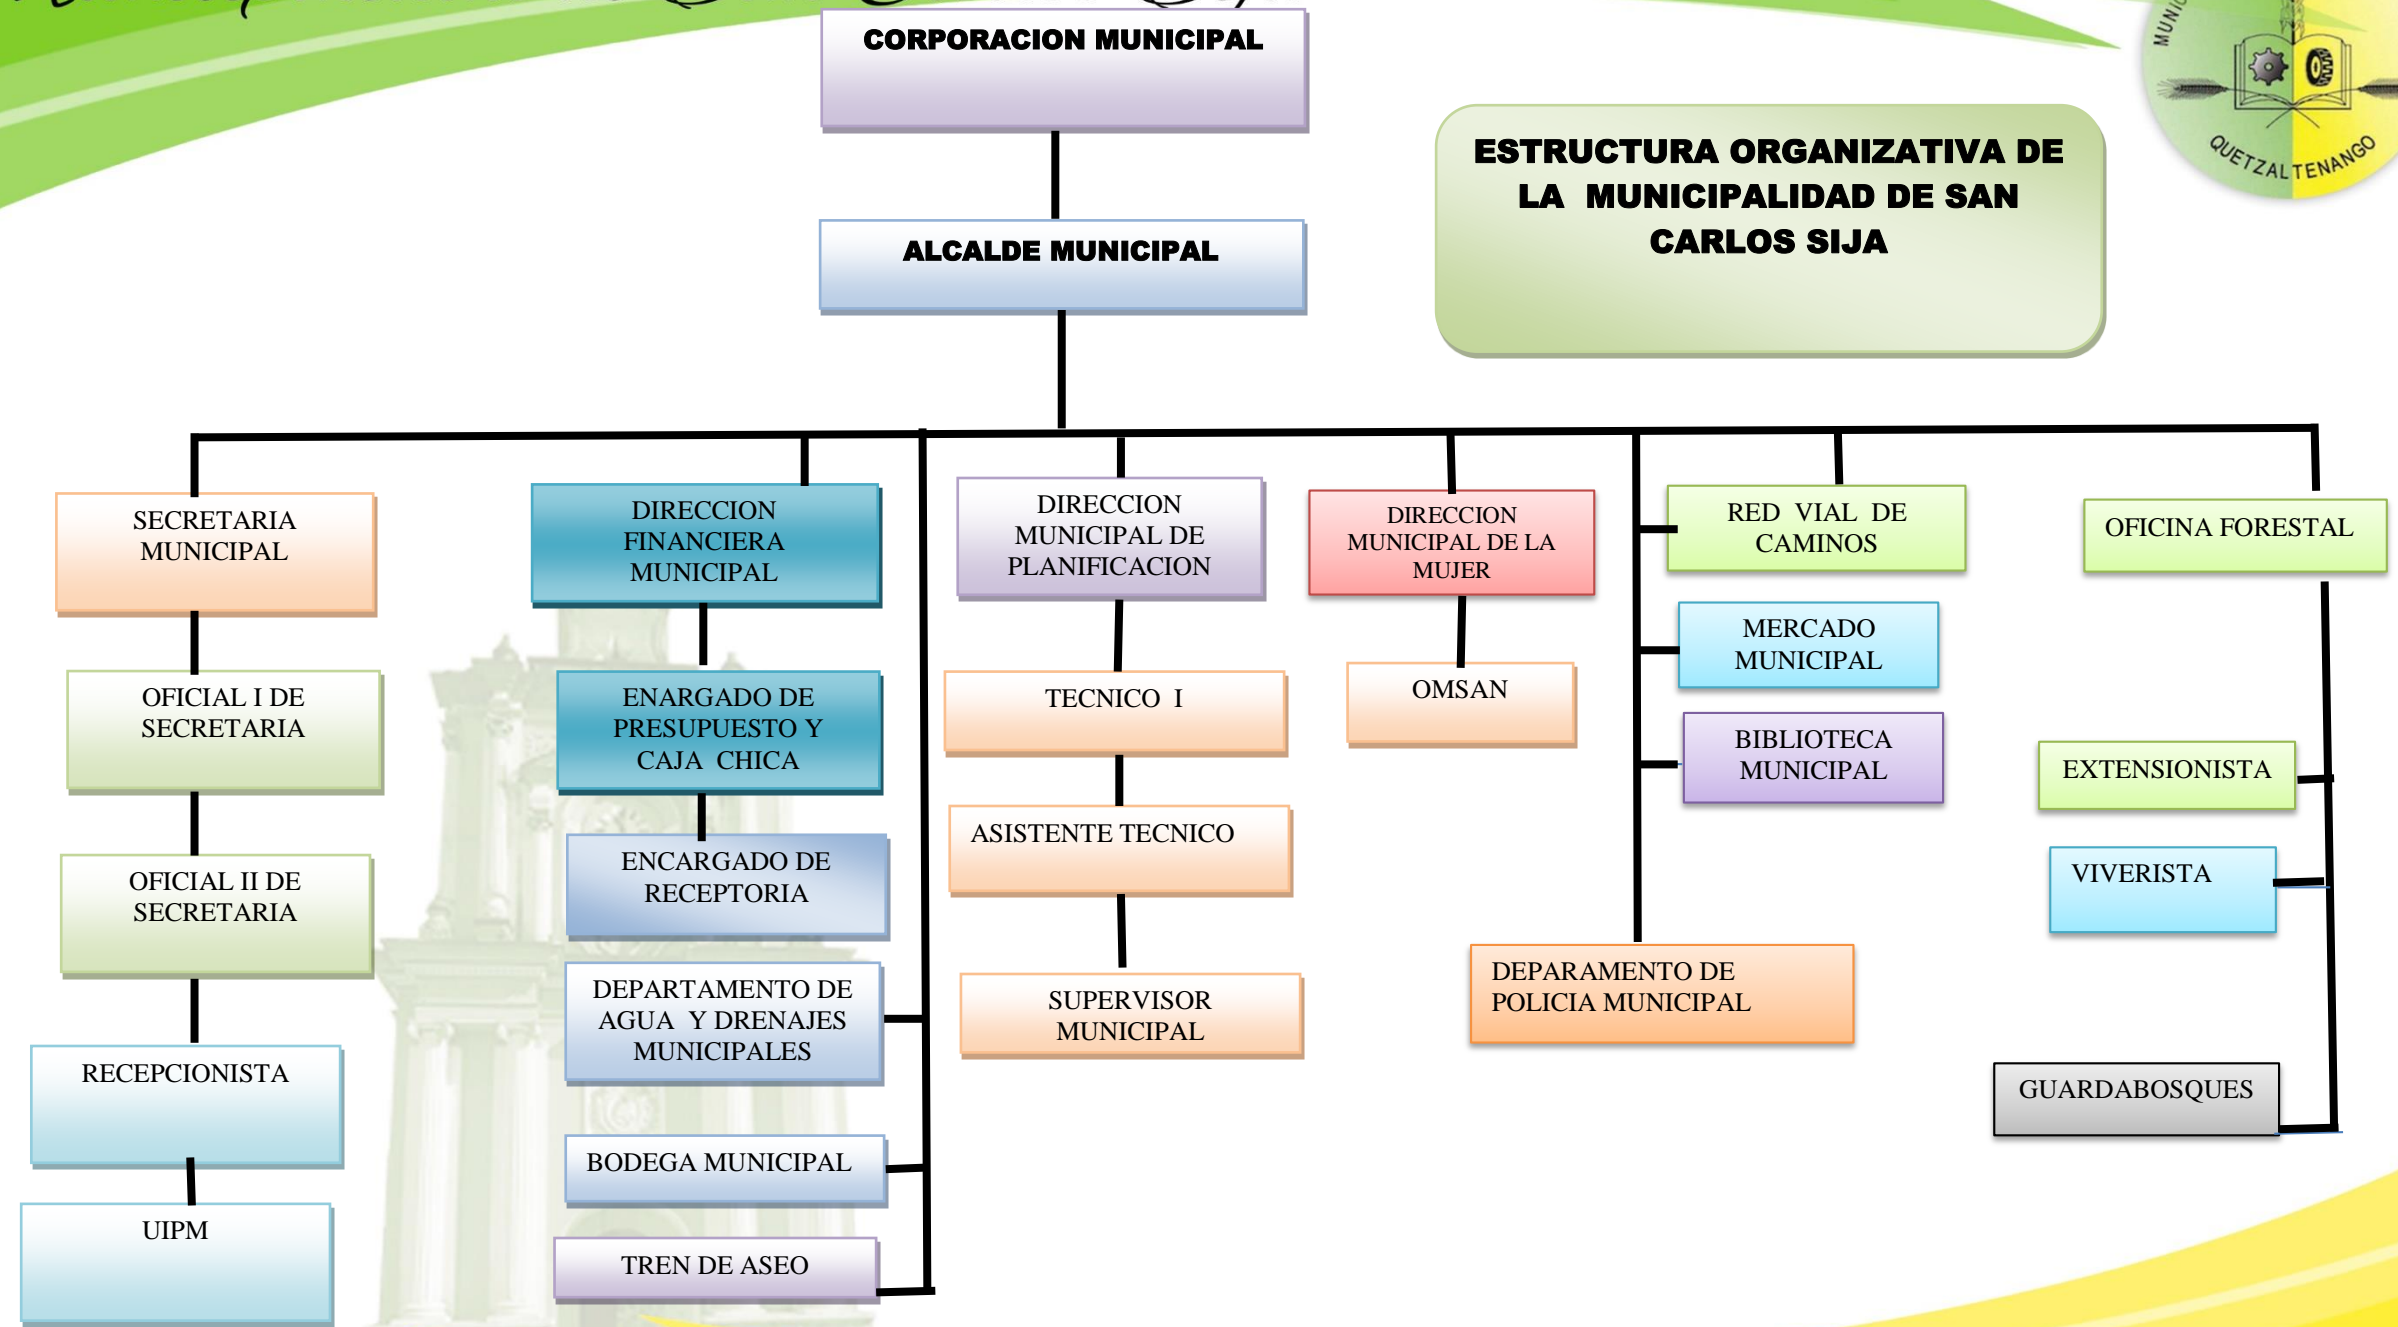 CORPORACION MUNICIPAL
ESTRUCTURA ORGANIZATIVA DE
LA MUNICIPALIDAD DE SAN
CARLOS SIJA
QUETZALTENANGO
ALCALDE MUNICIPAL
SECRETARIA
MUNICIPAL
OFICIAL I DE
SECRETARIA
OFICIAL II DE
SECRETARIA
RECEPCIONISTA
UIPM
DIRECCION
FINANCIERA
MUNICIPAL
ENARGADO DE
PRESUPUESTO Y
CAJA CHICA
ENCARGADO DE
RECEPTORIA
DEPARTAMENTO DE
AGUA Y DRENAJES
MUNICIPALES
BODEGA MUNICIPAL
TREN DE ASEO
DIRECCION
MUNICIPAL DE
PLANIFICACION
TECNICO I
ASISTENTE TECNICO
SUPERVISOR
MUNICIPAL
DIRECCION
MUNICIPAL DE LA
MUJER
OMSAN
RED VIAL DE
CAMINOS
MERCADO
MUNICIPAL
BIBLIOTECA
MUNICIPAL
DEPARAMENTO DE
POLICIA MUNICIPAL
OFICINA FORESTAL
EXTENSIONISTA
VIVERISTA
GUARDABOSQUES